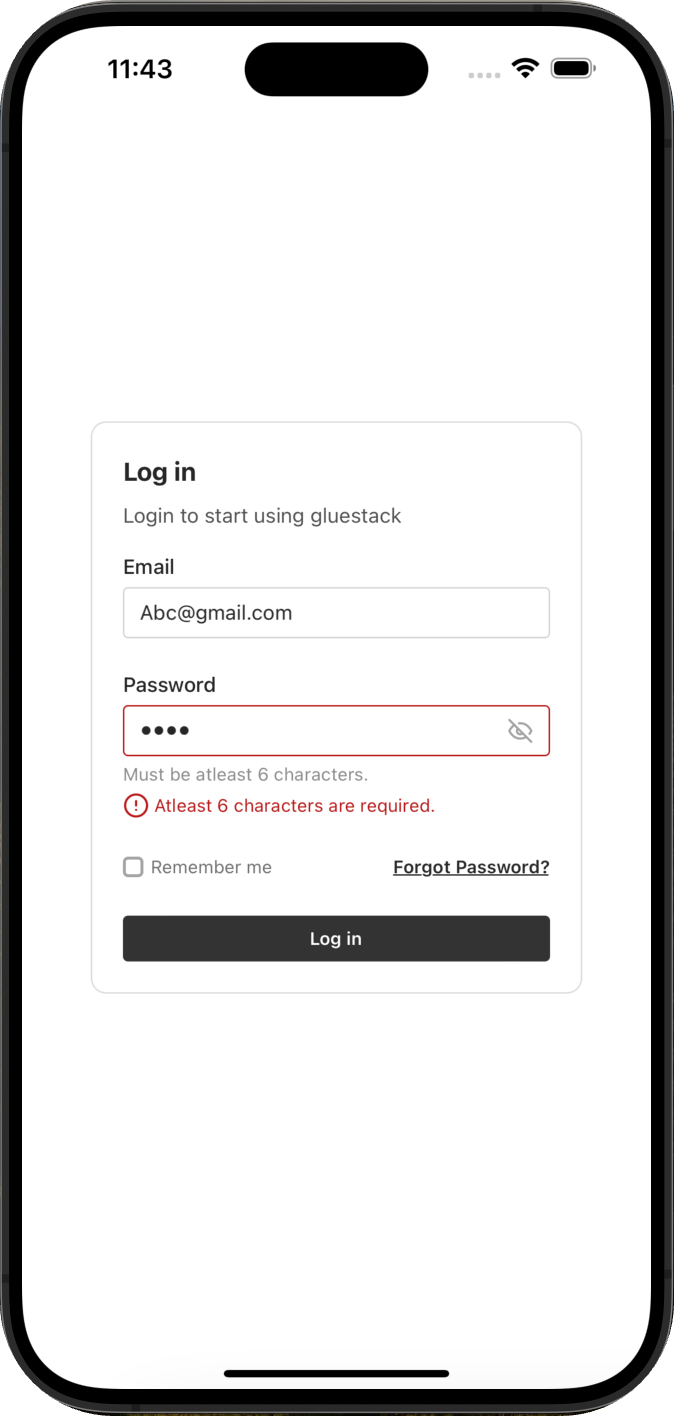 11:43
Log in
Login to start using gluestack
Email
Abc@gmail.com
Password
••••
Must be atleast 6 characters.
Atleast 6 characters are required.
Remember me Forgot Password?
Log in